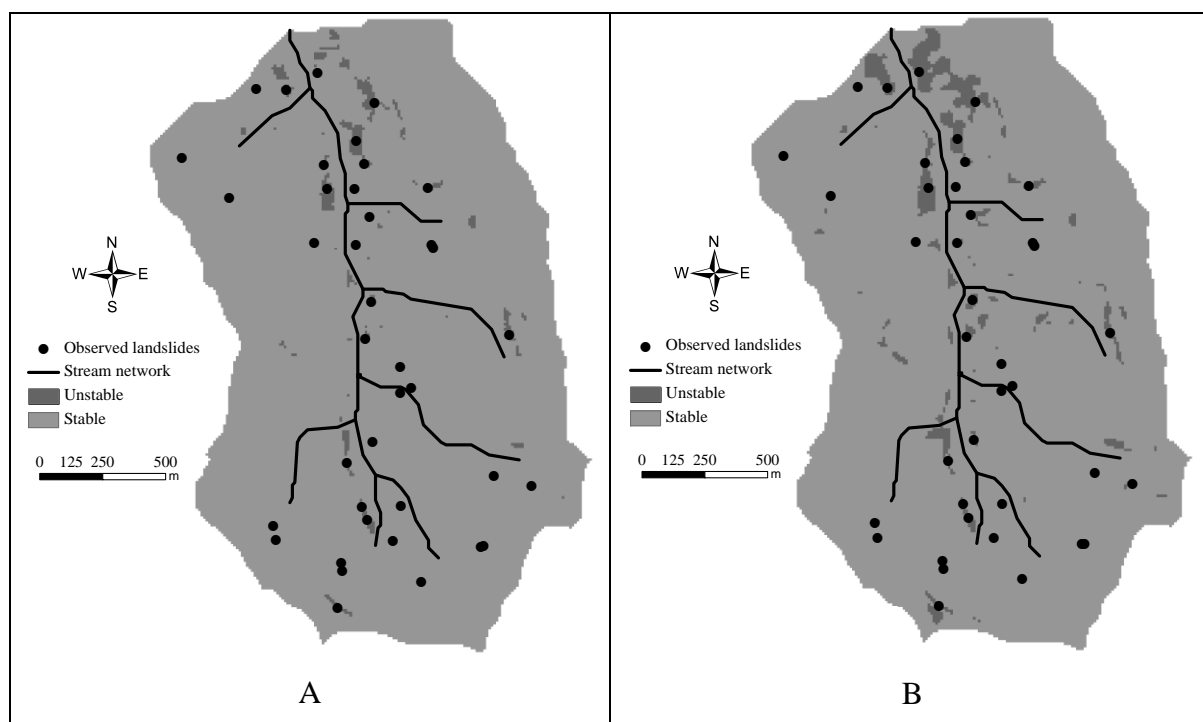 N
W E
S
Observed landslides
Stream network
Unstable
Stable
0 125 250 500
m
A
N
W E
S
Observed landslides
Stream network
Unstable
Stable
0 125 250 500
m
B